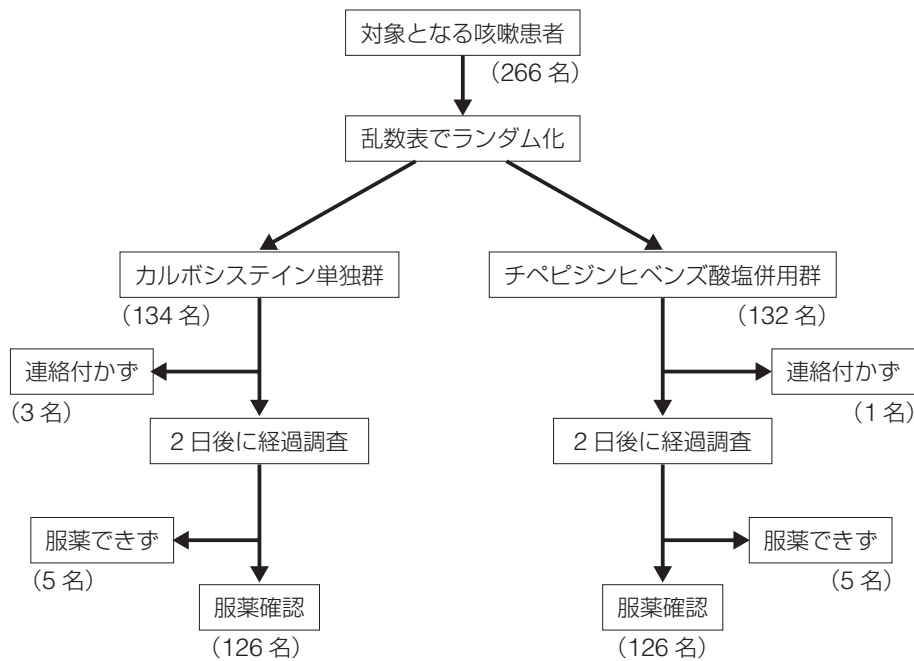 対象となる咳嗽患者
（266 名）
乱数表でランダム化
カルボシステイン単独群
（134 名）
チペピジンヒベンズ酸塩併用群
（132 名）
連絡付かず
（3 名）
連絡付かず
（1 名）
2 日後に経過調査
2 日後に経過調査
服薬できず
（5 名）
服薬できず
（5 名）
服薬確認
（126 名）
服薬確認
（126 名）